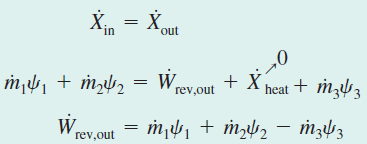 Ẋin = Ẋout
ṁ1ψ1 + ṁ2ψ2 = Ẇrev,out + Ẋheat↗0 + ṁ3ψ3
Ẇrev,out = ṁ1ψ1 + ṁ2ψ2 − ṁ3ψ3